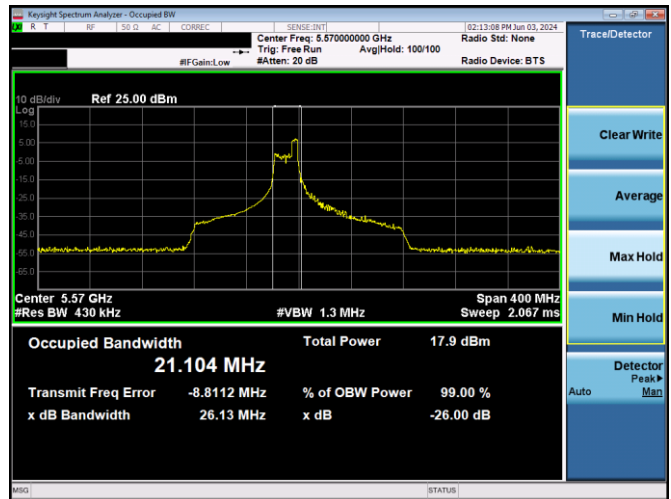 Keysight Spectrum Analyzer - Occupied BW
R T RF 50 Ω AC CORREC SENSE:INT 02:13:08 PM Jun 03, 2024
Center Freq: 5.570000000 GHz Radio Std: None
Trig: Free Run Avg|Hold: 100/100
#IFGain:Low #Atten: 20 dB Radio Device: BTS
10 dB/div Ref 25.00 dBm
Log
15.0
5.00
-5.00
-15.0
-25.0
-35.0
-45.0
-55.0
-65.0
Center 5.57 GHz Span 400 MHz
#Res BW 430 kHz #VBW 1.3 MHz Sweep 2.067 ms
Occupied Bandwidth Total Power 17.9 dBm
21.104 MHz
Transmit Freq Error -8.8112 MHz % of OBW Power 99.00 %
x dB Bandwidth 26.13 MHz x dB -26.00 dB
MSG STATUS
Trace/Detector
Clear Write
Average
Max Hold
Min Hold
Detector
Peak▶
Auto Man